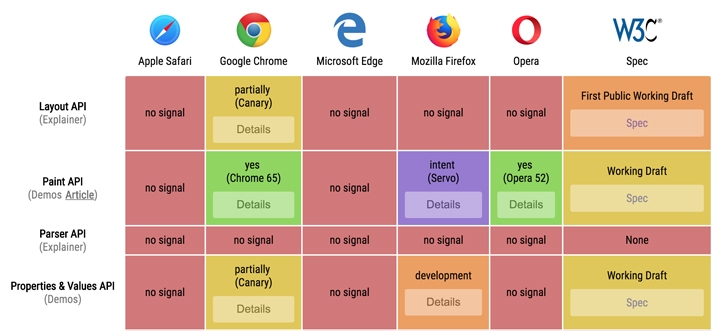 W3C®
Apple Safari Google Chrome Microsoft Edge Mozilla Firefox Opera Spec
Layout API
(Explainer)
no signal
partially
(Canary)
Details
no signal
no signal
no signal
First Public Working Draft
Spec
Paint API
(Demos Article)
no signal
yes
(Chrome 65)
Details
no signal
intent
(Servo)
Details
yes
(Opera 52)
Details
Working Draft
Spec
Parser API
(Explainer)
no signal
no signal
no signal
no signal
no signal
None
Properties & Values API
(Demos)
no signal
partially
(Canary)
Details
no signal
development
Details
no signal
Working Draft
Spec